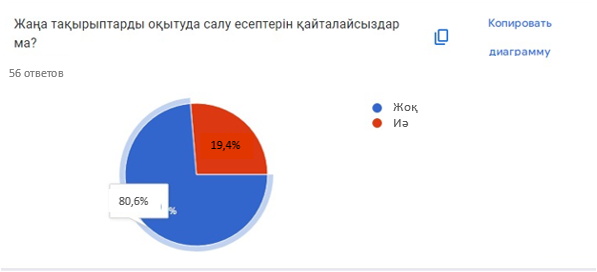 Жаңа тақырыптарды оқытуда салу есептерін қайталайсыздар
ма?
Копировать
диаграмму
56 ответов
Жоқ
Иә
19,4%
80,6%
%